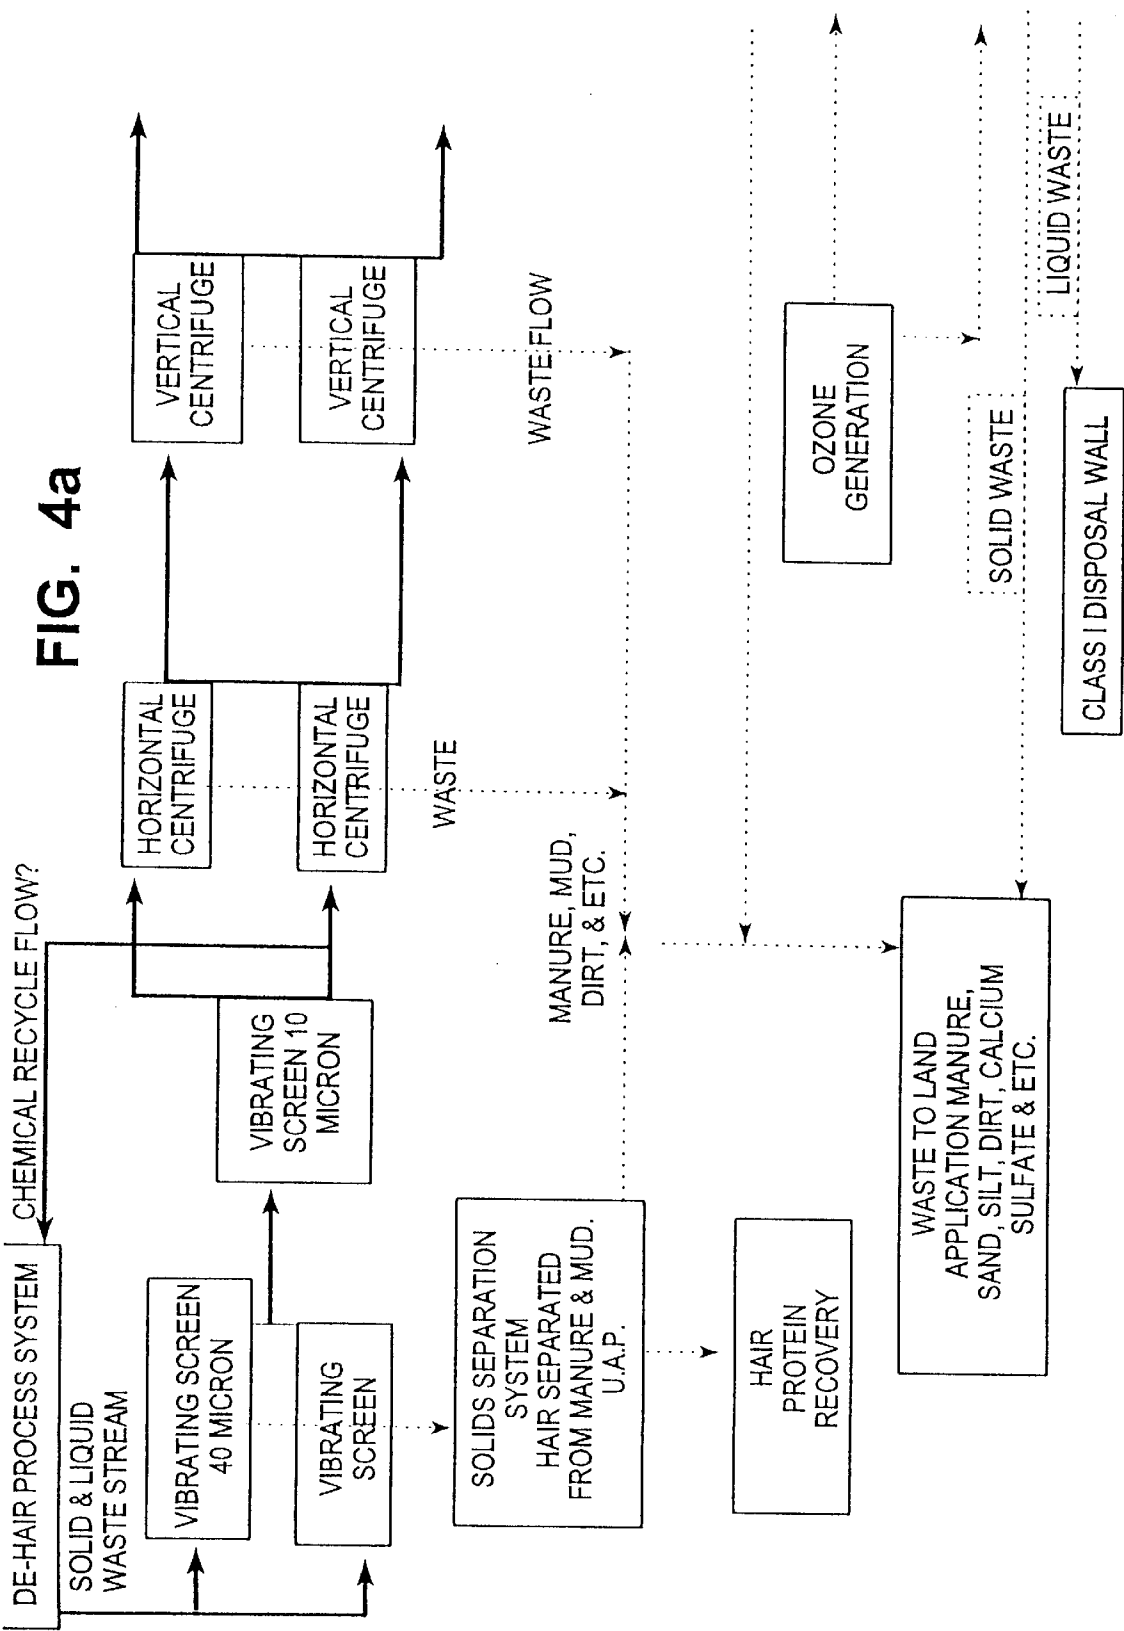 FIG. 4a
DE-HAIR PROCESS SYSTEM
CHEMICAL RECYCLE FLOW?
SOLID & LIQUID
WASTE STREAM
VIBRATING SCREEN
40 MICRON
VIBRATING
SCREEN
VIBRATING
SCREEN 10
MICRON
HORIZONTAL
CENTRIFUGE
HORIZONTAL
CENTRIFUGE
VERTICAL
CENTRIFUGE
VERTICAL
CENTRIFUGE
WASTE
WASTE FLOW
SOLIDS SEPARATION
SYSTEM
HAIR SEPARATED
FROM MANURE & MUD.
U.A.P.
MANURE, MUD,
DIRT, & ETC.
HAIR
PROTEIN
RECOVERY
OZONE
GENERATION
WASTE TO LAND
APPLICATION MANURE,
SAND, SILT, DIRT, CALCIUM
SULFATE & ETC.
SOLID WASTE
LIQUID WASTE
CLASS I DISPOSAL WALL